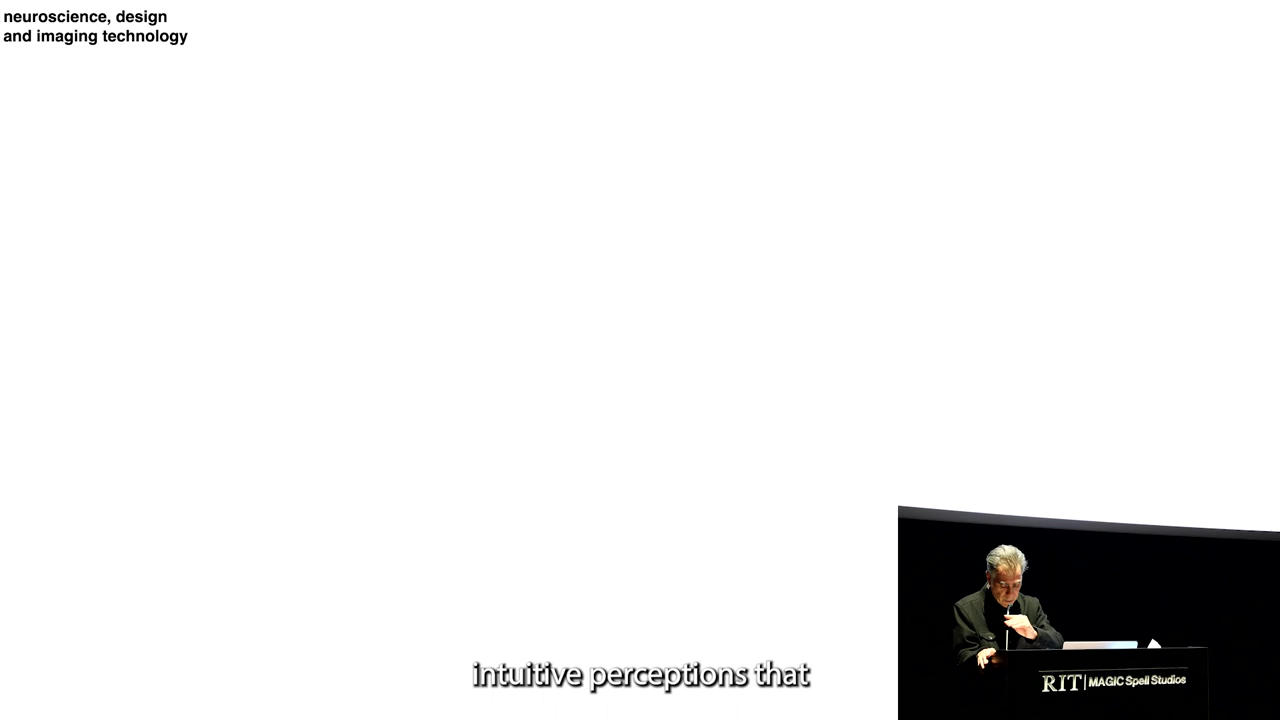 neuroscience, design
and imaging technology
intuitive perceptions that
RIT | MAGIC Spell Studios